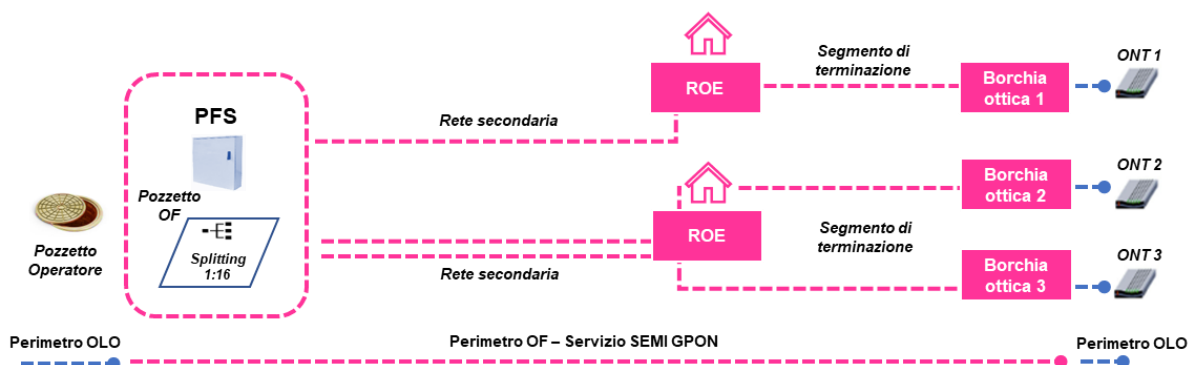 PFS
Pozzetto
OF
Splitting
1:16
Pozzetto
Operatore
Rete secondaria
ROE
Segmento di
terminazione
Borchia
ottica 1
ONT 1
Rete secondaria
ROE
Segmento di
terminazione
Borchia
ottica 2
ONT 2
Borchia
ottica 3
ONT 3
Perimetro OLO
Perimetro OF – Servizio SEMI GPON
Perimetro OLO